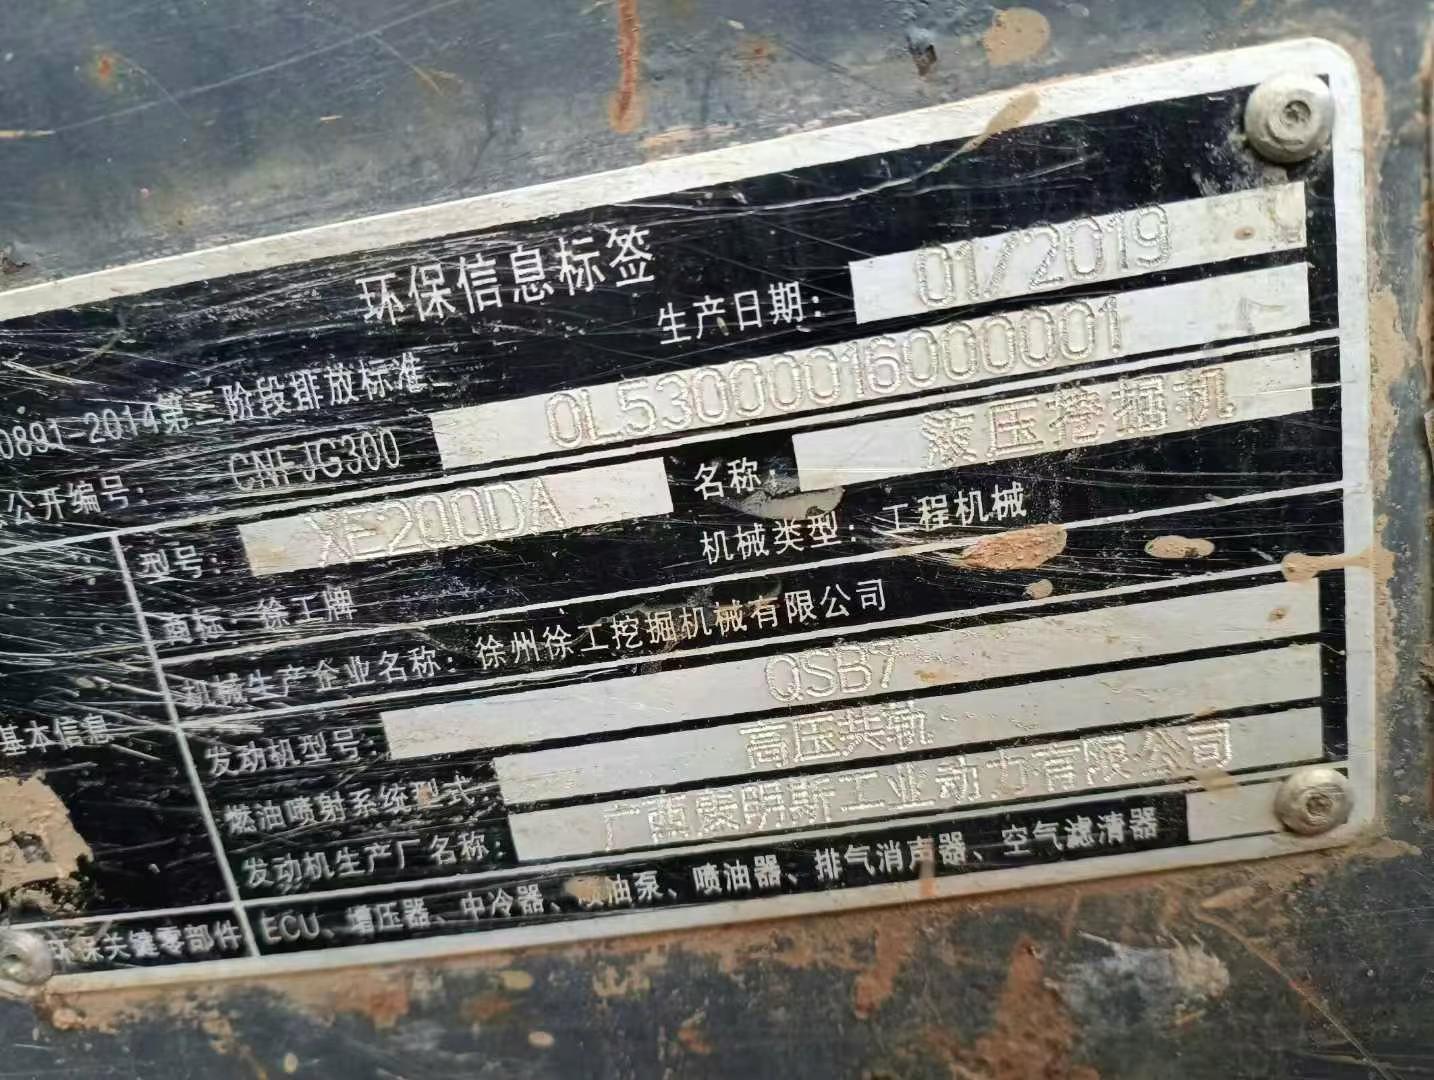 环保信息标签
生产日期: 01/2019
0891-2014第三阶段排放标准
公开编号: CNFJG300 0L53000016000001
型号: XE200DA 名称: 液压挖掘机
商标: 徐工牌 机械类型: 工程机械
机械生产企业名称: 徐州徐工挖掘机械有限公司
基本信息
发动机型号: QSB7
燃油喷射系统型式: 高压共轨
发动机生产厂名称: 广西康明斯工业动力有限公司
环保关键零部件 ECU、增压器、中冷器、喷油泵、喷油器、排气消声器、空气滤清器